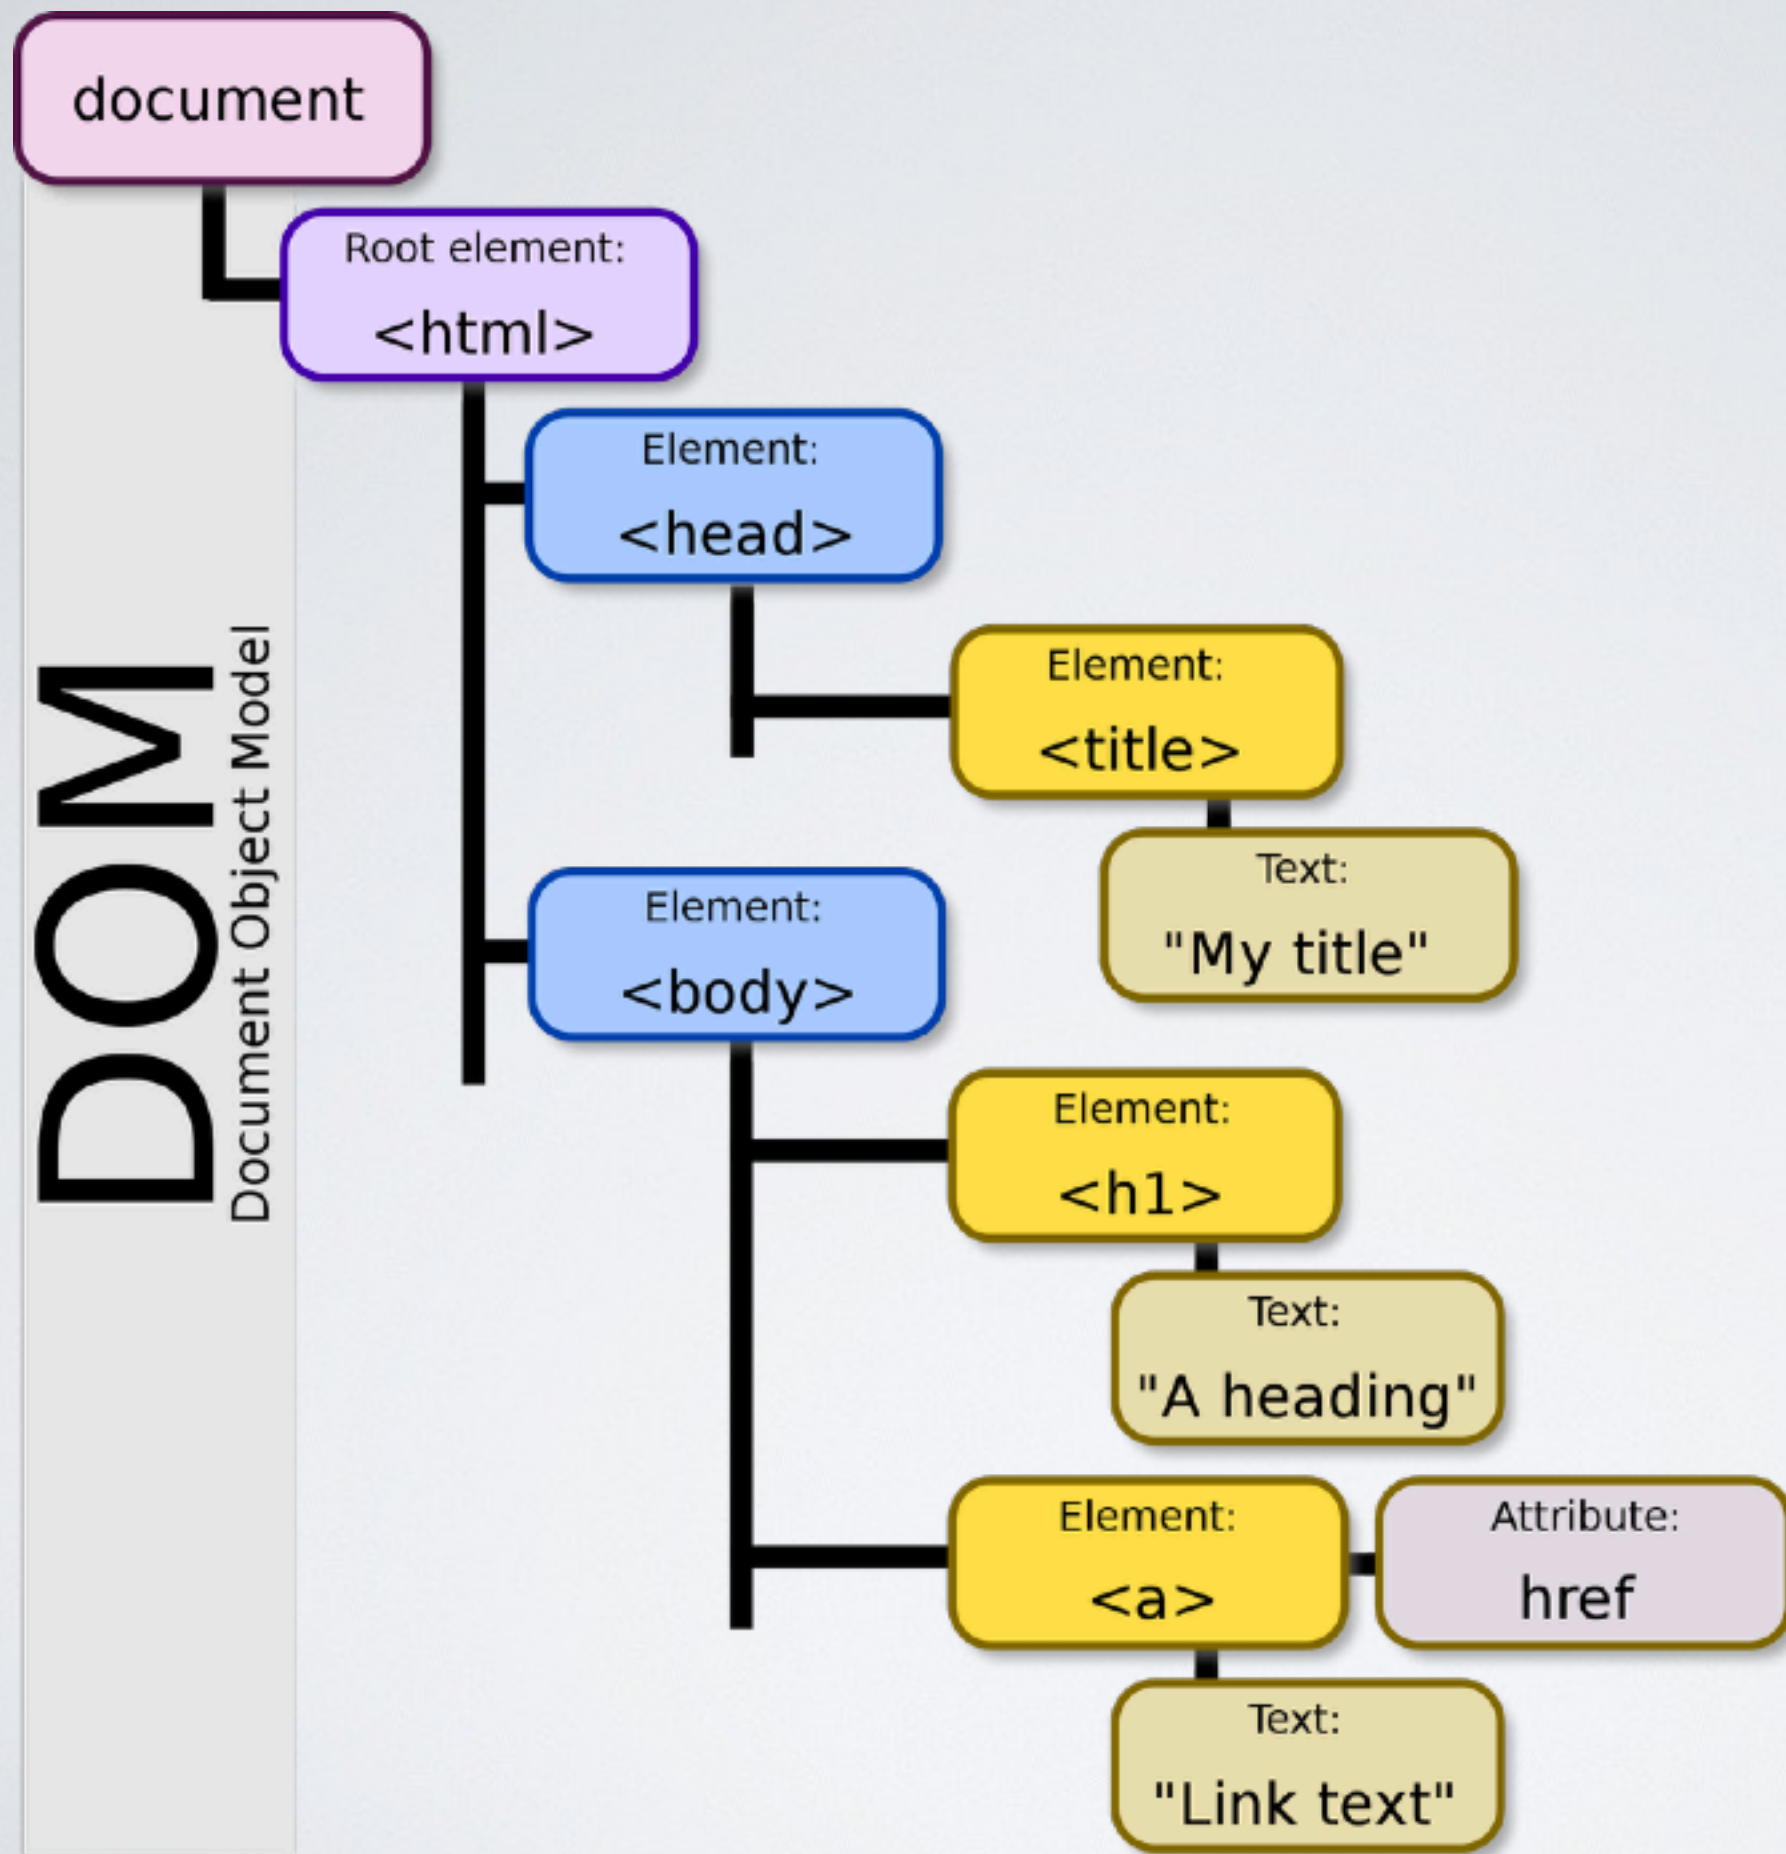 document
Root element:
<html>
Element:
<head>
Element:
<title>
Text:
"My title"
Element:
<body>
Element:
<h1>
Text:
"A heading"
Element:
<a>
Attribute:
href
Text:
"Link text"
DOM
Document Object Model